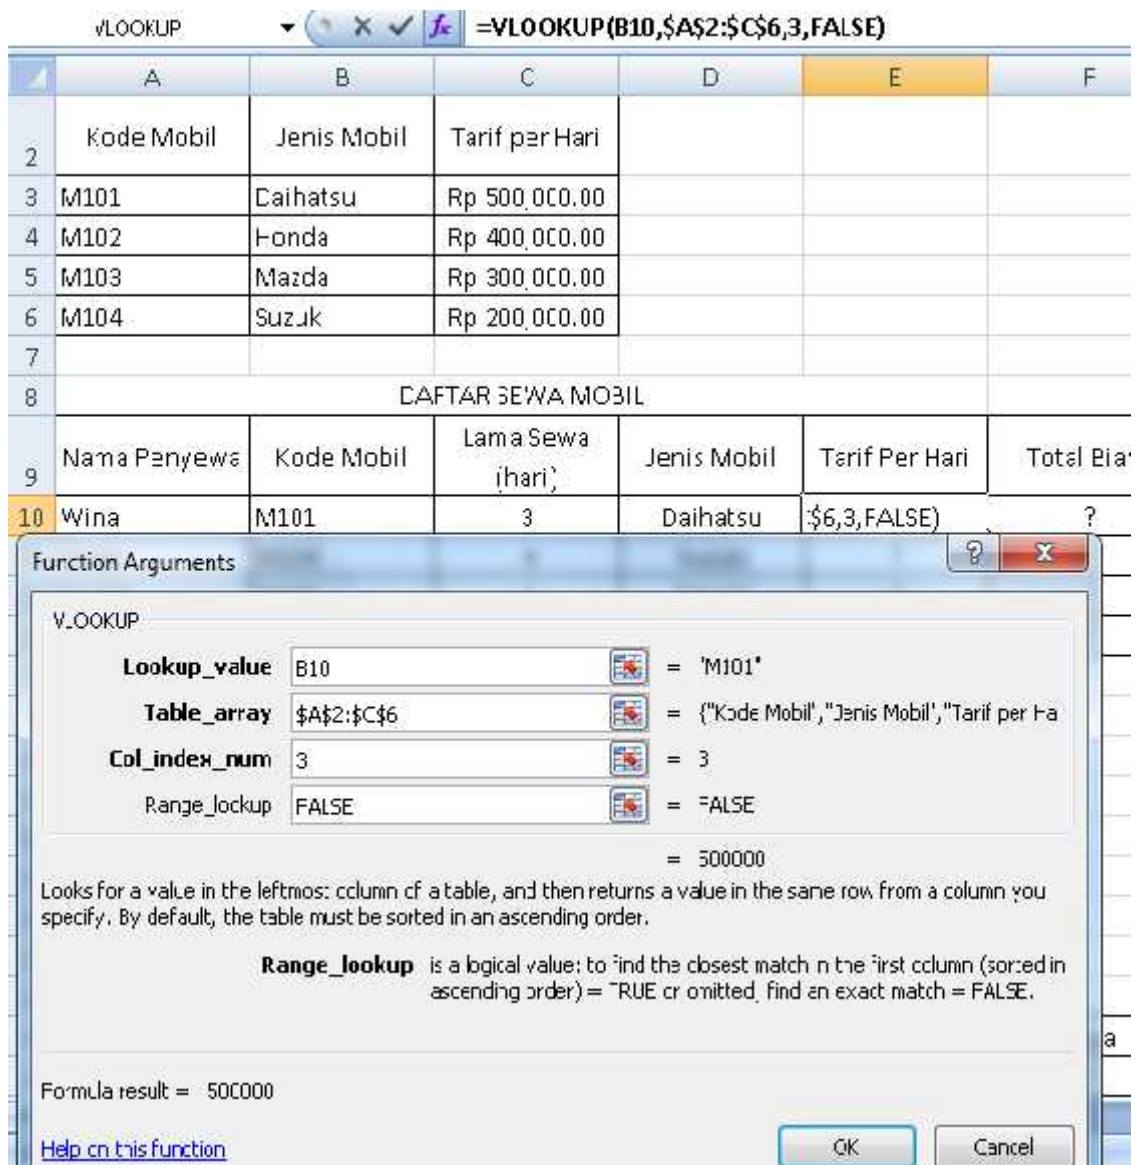 VLOOKUP fx =VLOOKUP(B10,$A$2:$C$6,3,FALSE)
A B C D E F
2 Kode Mobil Jenis Mobil Tarif per Hari
3 M101 Daihatsu Rp 500,000.00
4 M102 Honda Rp 400,000.00
5 M103 Mazda Rp 300,000.00
6 M104 Suzuk Rp 200,000.00
7
8 DAFTAR SEWA MOBIL
9 Nama Penyewa Kode Mobil Lama Sewa (hari) Jenis Mobil Tarif Per Hari Total Bia
10 Wina M101 3 Daihatsu :$6,3,FALSE) ?
Function Arguments ? X
VLOOKUP
Lookup_value B10 = "M101"
Table_array $A$2:$C$6 = {"Kode Mobil","Jenis Mobil","Tarif per Ha
Col_index_num 3 = 3
Range_lookup FALSE = FALSE
= 500000
Looks for a value in the leftmost column of a table, and then returns a value in the same row from a column you
specify. By default, the table must be sorted in an ascending order.
Range_lookup is a logical value: to find the closest match in the first column (sorted in
ascending order) = TRUE or omitted, find an exact match = FALSE.
a
Formula result = 500000
Help on this function OK Cancel